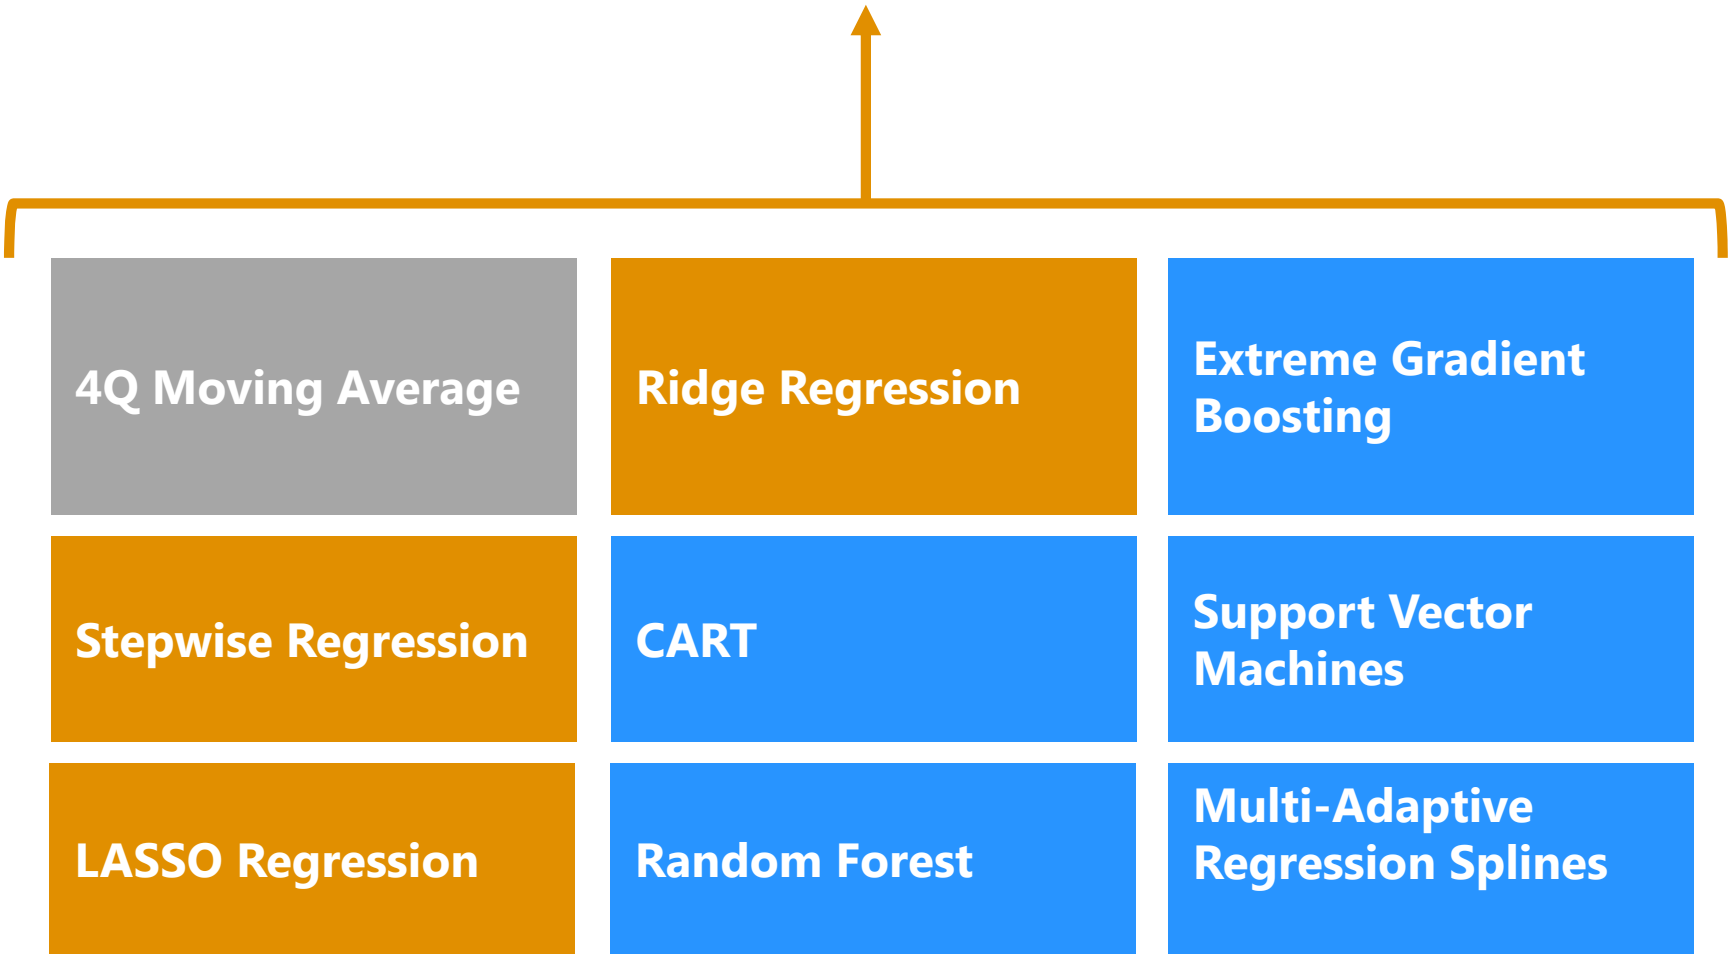 4Q Moving Average
Ridge Regression
Extreme Gradient
Boosting
Stepwise Regression
CART
Support Vector
Machines
LASSO Regression
Random Forest
Multi-Adaptive
Regression Splines